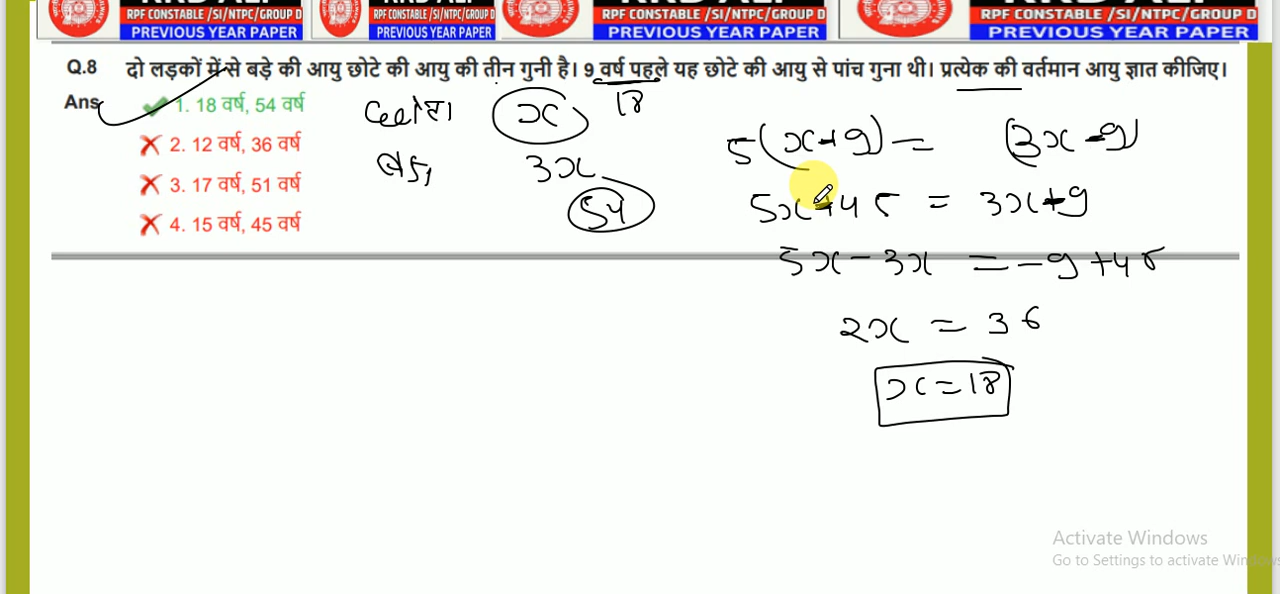 RPF CONSTABLE /SI/NTPC/GROUP D
PREVIOUS YEAR PAPER
RPF CONSTABLE /SI/NTPC/GROUP D
PREVIOUS YEAR PAPER
RPF CONSTABLE /SI/NTPC/GROUP D
PREVIOUS YEAR PAPER
RPF CONSTABLE /SI/NTPC/GROUP D
PREVIOUS YEAR PAPER
Q.8 दो लड़कों में से बड़े की आयु छोटे की आयु की तीन गुनी है। 9 वर्ष पहले यह छोटे की आयु से पांच गुना थी। प्रत्येक की वर्तमान आयु ज्ञात कीजिए।
Ans 1. 18 वर्ष, 54 वर्ष
2. 12 वर्ष, 36 वर्ष
3. 17 वर्ष, 51 वर्ष
4. 15 वर्ष, 45 वर्ष
x 18
बड़ा 3x
54
5(x-9) = (3x-9)
5x-45 = 3x-9
5x - 3x = -9 +45
2x = 36
x = 18
Activate Windows
Go to Settings to activate Windows